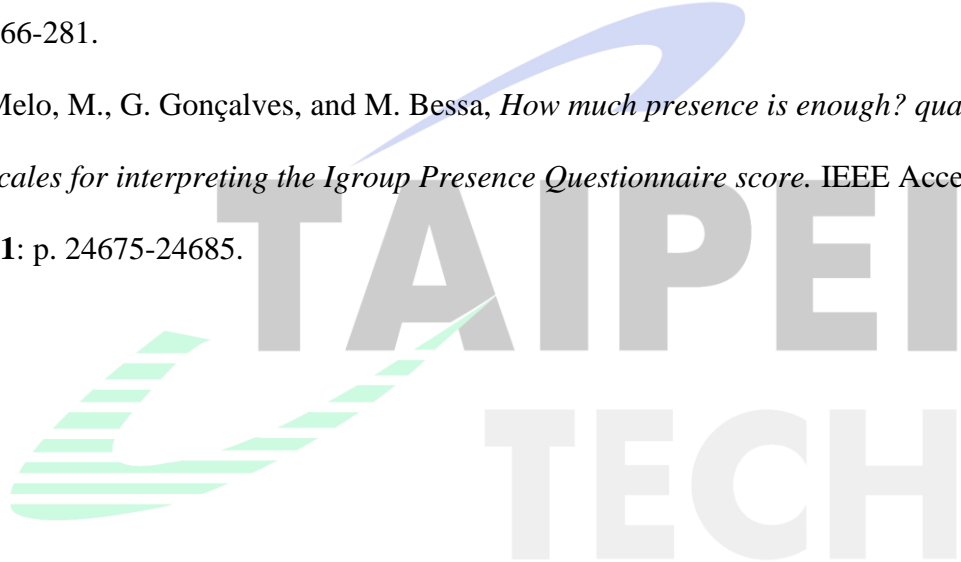 66-281.
Melo, M., G. Gonçalves, and M. Bessa, How much presence is enough? qua
cales for interpreting the Igroup Presence Questionnaire score. IEEE Acce
1: p. 24675-24685.
TAIPEI
TECH